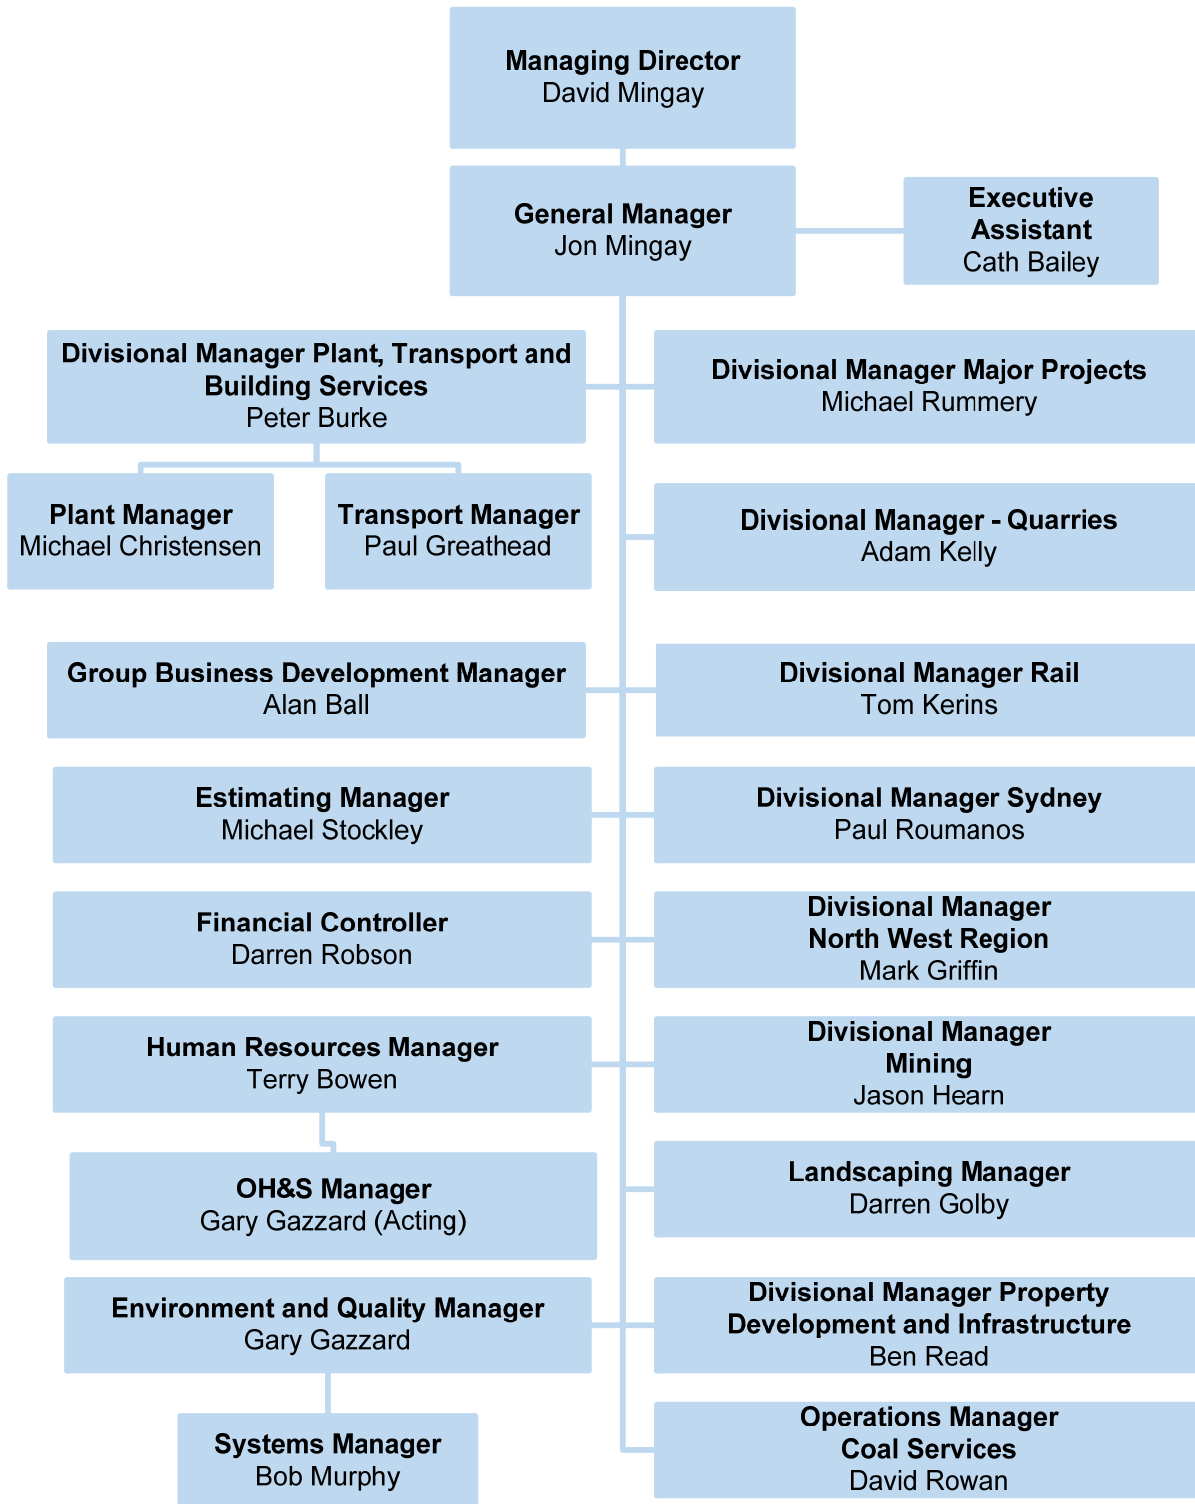 Managing Director
David Mingay
General Manager
Jon Mingay
Executive
Assistant
Cath Bailey
Divisional Manager Plant, Transport and
Building Services
Peter Burke
Divisional Manager Major Projects
Michael Rummery
Plant Manager
Michael Christensen
Transport Manager
Paul Greathead
Divisional Manager - Quarries
Adam Kelly
Group Business Development Manager
Alan Ball
Divisional Manager Rail
Tom Kerins
Estimating Manager
Michael Stockley
Divisional Manager Sydney
Paul Roumanos
Financial Controller
Darren Robson
Divisional Manager
North West Region
Mark Griffin
Human Resources Manager
Terry Bowen
Divisional Manager
Mining
Jason Hearn
OH&S Manager
Gary Gazzard (Acting)
Landscaping Manager
Darren Golby
Environment and Quality Manager
Gary Gazzard
Divisional Manager Property
Development and Infrastructure
Ben Read
Systems Manager
Bob Murphy
Operations Manager
Coal Services
David Rowan